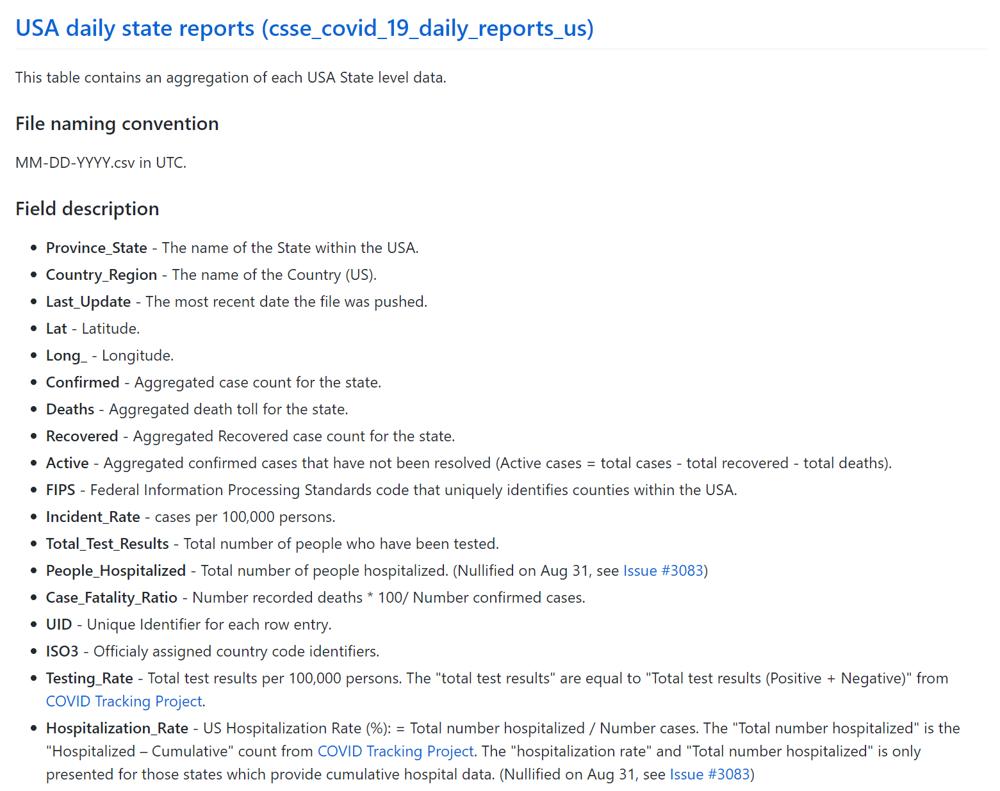 USA daily state reports (csse_covid_19_daily_reports_us)
This table contains an aggregation of each USA State level data.
File naming convention
MM-DD-YYYY.csv in UTC.
Field description
• Province_State - The name of the State within the USA.
• Country_Region - The name of the Country (US).
• Last_Update - The most recent date the file was pushed.
• Lat - Latitude.
• Long_ - Longitude.
• Confirmed - Aggregated case count for the state.
• Deaths - Aggregated death toll for the state.
• Recovered - Aggregated Recovered case count for the state.
• Active - Aggregated confirmed cases that have not been resolved (Active cases = total cases - total recovered - total deaths).
• FIPS - Federal Information Processing Standards code that uniquely identifies counties within the USA.
• Incident_Rate - cases per 100,000 persons.
• Total_Test_Results - Total number of people who have been tested.
• People_Hospitalized - Total number of people hospitalized. (Nullified on Aug 31, see Issue #3083)
• Case_Fatality_Ratio - Number recorded deaths * 100/ Number confirmed cases.
• UID - Unique Identifier for each row entry.
• ISO3 - Officialy assigned country code identifiers.
• Testing_Rate - Total test results per 100,000 persons. The "total test results" are equal to "Total test results (Positive + Negative)" from
COVID Tracking Project.
• Hospitalization_Rate - US Hospitalization Rate (%): = Total number hospitalized / Number cases. The "Total number hospitalized" is the
"Hospitalized – Cumulative" count from COVID Tracking Project. The "hospitalization rate" and "Total number hospitalized" is only
presented for those states which provide cumulative hospital data. (Nullified on Aug 31, see Issue #3083)